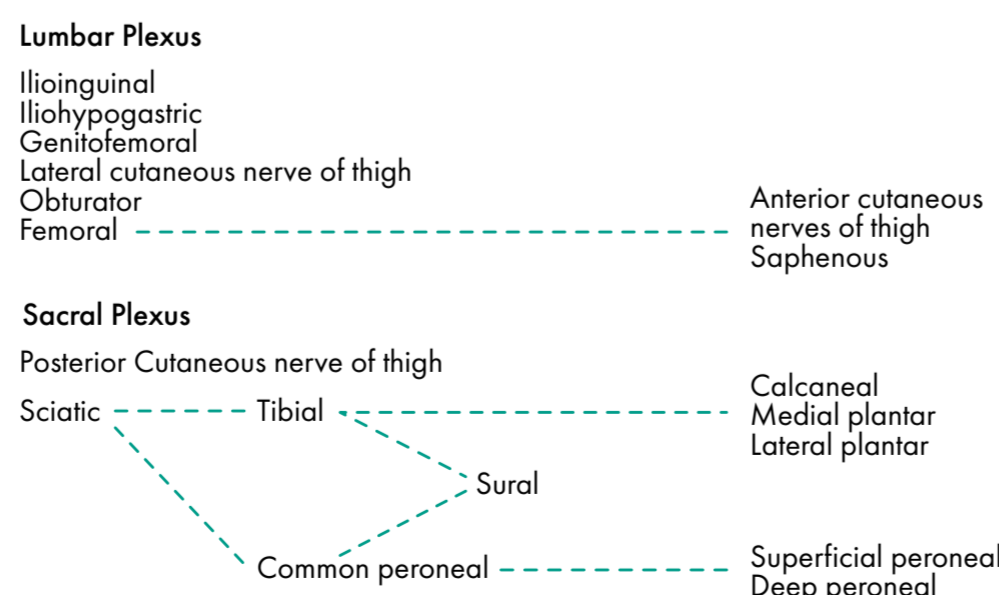 Lumbar Plexus
Ilioinguinal
Iliohypogastric
Genitofemoral
Lateral cutaneous nerve of thigh
Obturator
Femoral
Anterior cutaneous
nerves of thigh
Saphenous
Sacral Plexus
Posterior Cutaneous nerve of thigh
Sciatic
Tibial
Calcaneal
Medial plantar
Lateral plantar
Sural
Common peroneal
Superficial peroneal
Deep peroneal